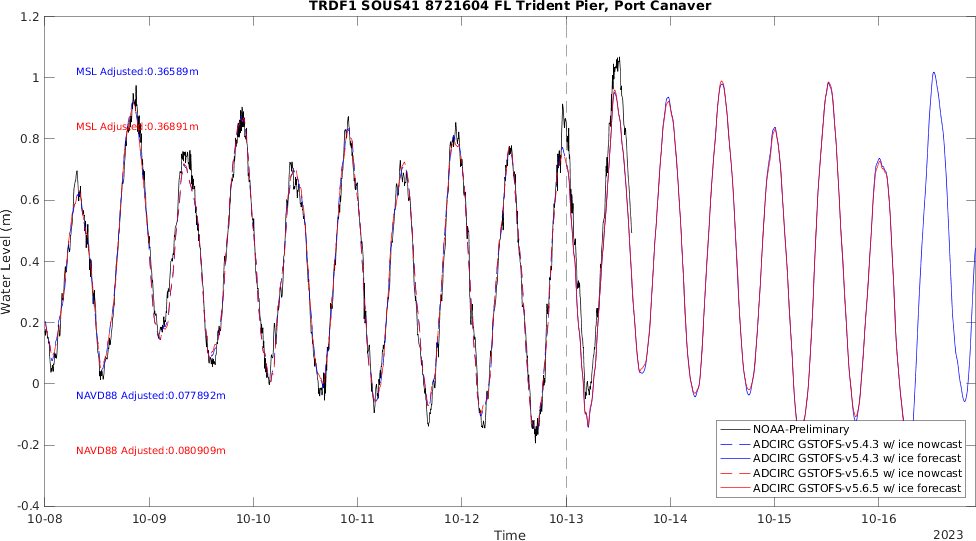 TRDF1 SOUS41 8721604 FL Trident Pier, Port Canaver
1.2
1
0.8
0.6
0.4
0.2
0
-0.2
-0.4
Water Level (m)
MSL Adjusted:0.36589m
MSL Adjusted:0.36891m
NAVD88 Adjusted:0.077892m
NAVD88 Adjusted:0.080909m
NOAA-Preliminary
ADCIRC GSTOFS-v5.4.3 w/ ice nowcast
ADCIRC GSTOFS-v5.4.3 w/ ice forecast
ADCIRC GSTOFS-v5.6.5 w/ ice nowcast
ADCIRC GSTOFS-v5.6.5 w/ ice forecast
10-08 10-09 10-10 10-11 10-12 10-13 10-14 10-15 10-16
Time
2023